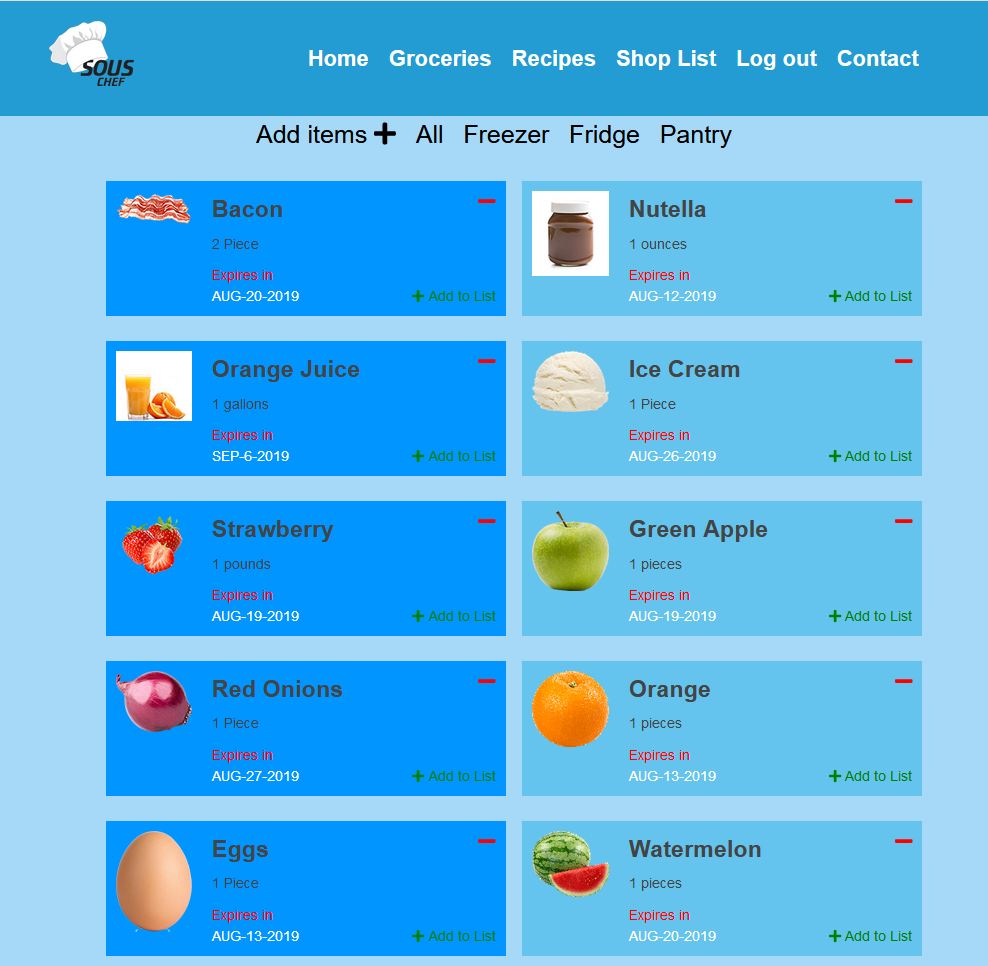 SOUS
CHEF
Home Groceries Recipes Shop List Log out Contact
Add items + All Freezer Fridge Pantry
Bacon
2 Piece
Expires in
AUG-20-2019
+ Add to List
Nutella
1 ounces
Expires in
AUG-12-2019
+ Add to List
Orange Juice
1 gallons
Expires in
SEP-6-2019
+ Add to List
Ice Cream
1 Piece
Expires in
AUG-26-2019
+ Add to List
Strawberry
1 pounds
Expires in
AUG-19-2019
+ Add to List
Green Apple
1 pieces
Expires in
AUG-19-2019
+ Add to List
Red Onions
1 Piece
Expires in
AUG-27-2019
+ Add to List
Orange
1 pieces
Expires in
AUG-13-2019
+ Add to List
Eggs
1 Piece
Expires in
AUG-13-2019
+ Add to List
Watermelon
1 pieces
Expires in
AUG-20-2019
+ Add to List